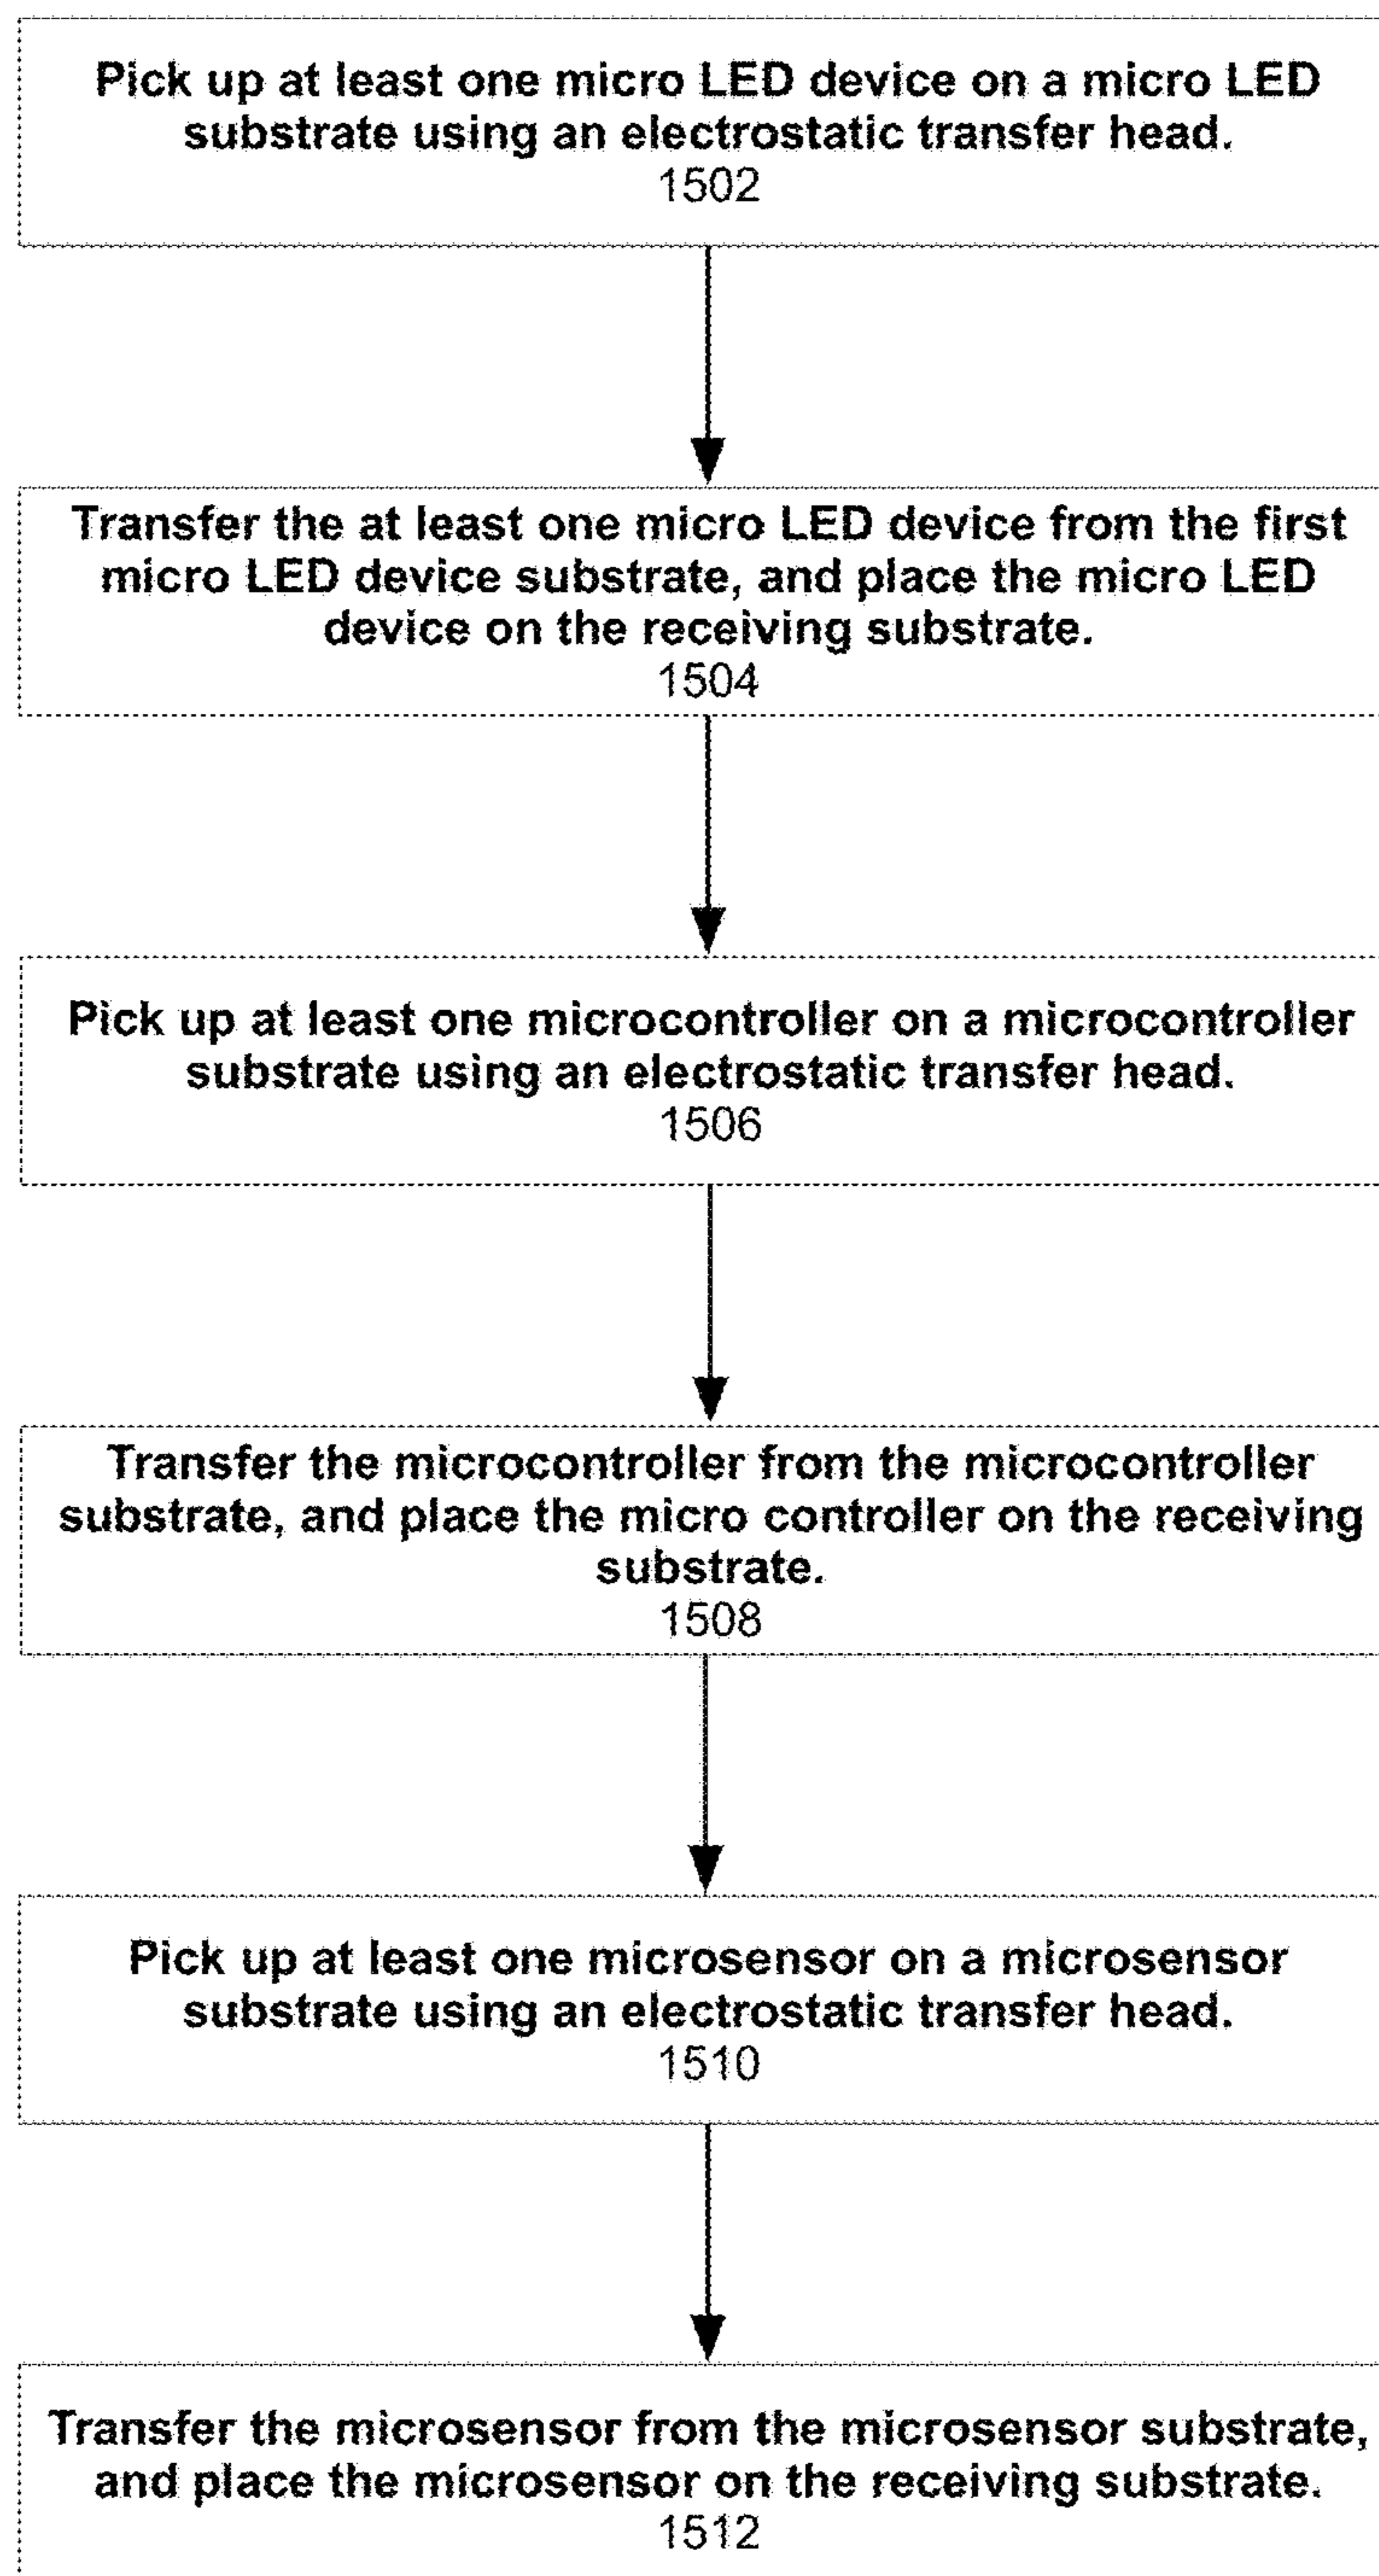 Pick up at least one micro LED device on a micro LED
substrate using an electrostatic transfer head.
1502
Transfer the at least one micro LED device from the first
micro LED device substrate, and place the micro LED
device on the receiving substrate.
1504
Pick up at least one microcontroller on a microcontroller
substrate using an electrostatic transfer head.
1506
Transfer the microcontroller from the microcontroller
substrate, and place the micro controller on the receiving
substrate.
1508
Pick up at least one microsensor on a microsensor
substrate using an electrostatic transfer head.
1510
Transfer the microsensor from the microsensor substrate,
and place the microsensor on the receiving substrate.
1512